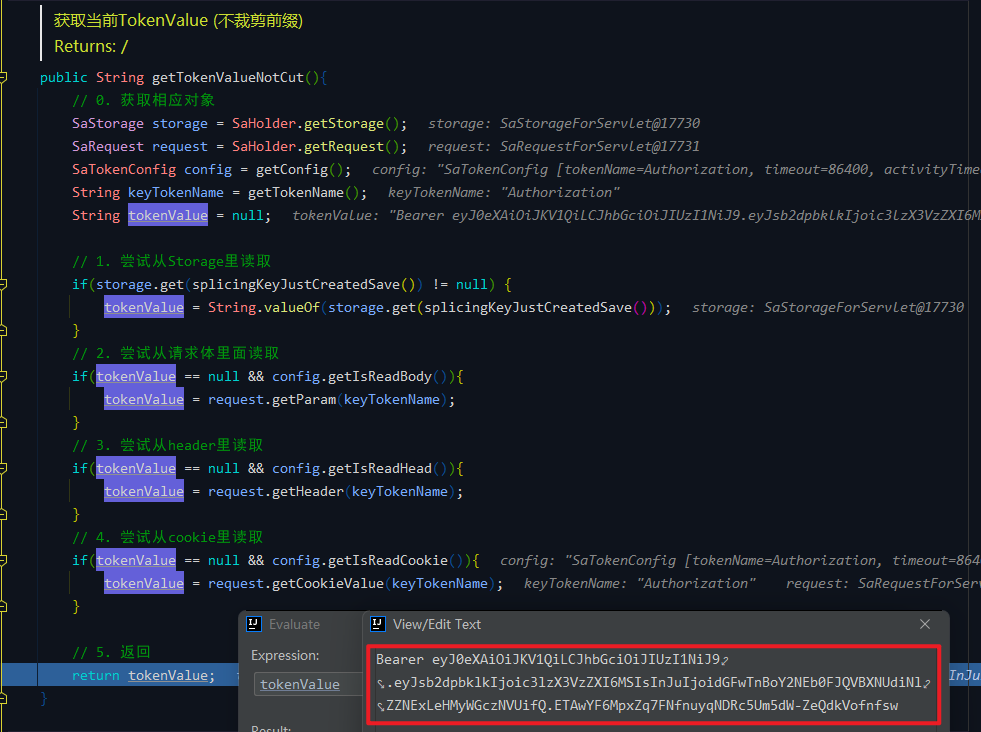 获取当前TokenValue (不裁剪前缀)
Returns: /
public String getTokenValueNotCut(){
// 0. 获取相应对象
SaStorage storage = SaHolder.getStorage(); storage: SaStorageForServlet@17730
SaRequest request = SaHolder.getRequest(); request: SaRequestForServlet@17731
SaTokenConfig config = getConfig(); config: "SaTokenConfig [tokenName=Authorization, timeout=86400, activityTime
String keyTokenName = getTokenName(); keyTokenName: "Authorization"
String tokenValue = null; tokenValue: "Bearer eyJ0eXAiOiJKV1QiLCJhbGciOiJIUzI1NiJ9.eyJsb2dpbklkIjoic3lzX3VzZXI6M
// 1. 尝试从Storage里读取
if(storage.get(splicingKeyJustCreatedSave()) != null) {
tokenValue = String.valueOf(storage.get(splicingKeyJustCreatedSave())); storage: SaStorageForServlet@17730
}
// 2. 尝试从请求体里面读取
if(tokenValue == null && config.getIsReadBody()){
tokenValue = request.getParam(keyTokenName);
}
// 3. 尝试从header里读取
if(tokenValue == null && config.getIsReadHead()){
tokenValue = request.getHeader(keyTokenName);
}
// 4. 尝试从cookie里读取
if(tokenValue == null && config.getIsReadCookie()){ config: "SaTokenConfig [tokenName=Authorization, timeout=864
tokenValue = request.getCookieValue(keyTokenName); keyTokenName: "Authorization" request: SaRequestForServ
}
// 5. 返回
return tokenValue;
}
IJ Evaluate
Expression:
tokenValue
Result:
IJ View/Edit Text
Bearer eyJ0eXAiOiJKV1QiLCJhbGciOiJIUzI1NiJ9
.eyJsb2dpbklkIjoic3lzX3VzZXI6MSIsInJuIjoidGFwTnBoY2NEb0FJQVBXNUdiNl
ZZNExLeHMyWGczNVUifQ.ETAwYF6MpxZq7FNfnuyqNDRc5Um5dW-ZeQdkVofnfsw